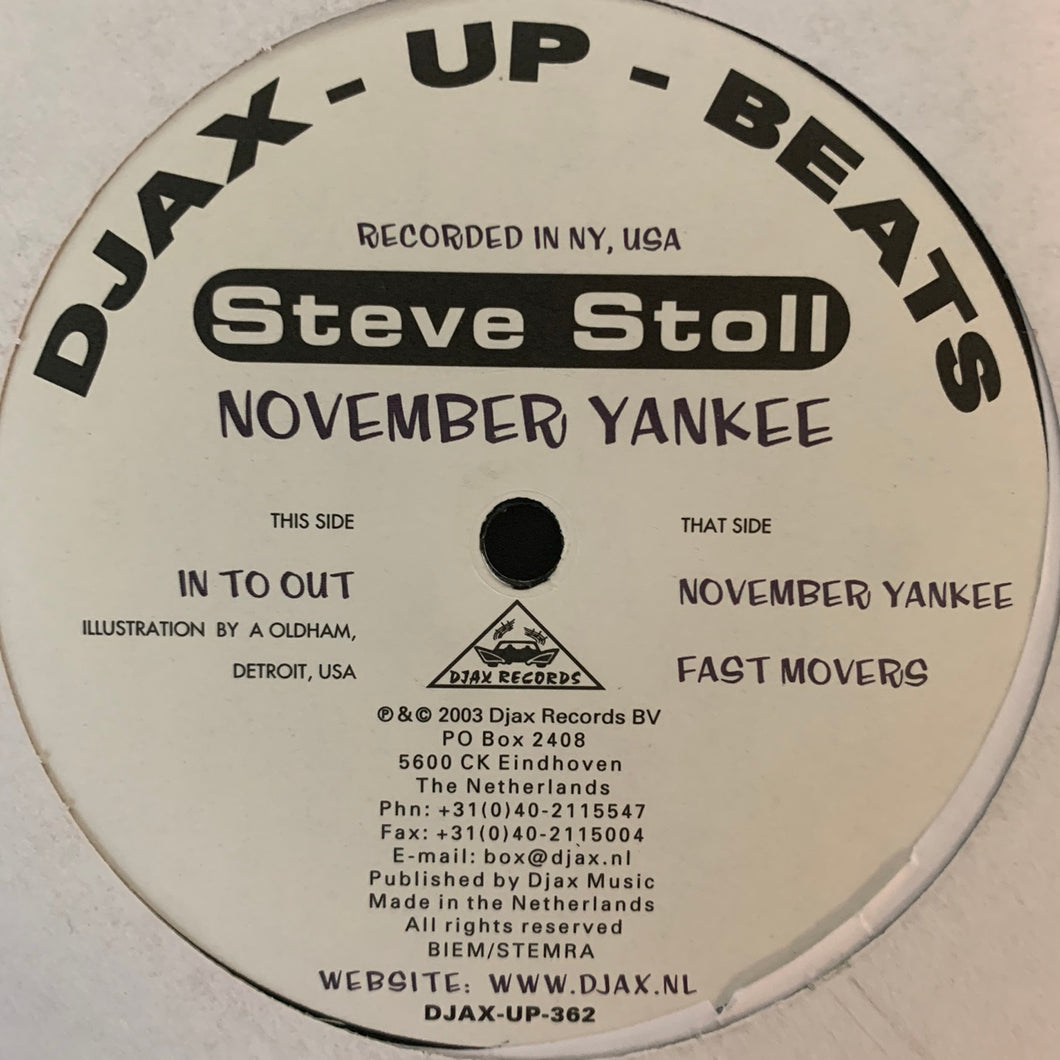 DJAX - UP - BEATS
RECORDED IN NY, USA
Steve Stoll
NOVEMBER YANKEE
THIS SIDE
IN TO OUT
ILLUSTRATION BY A OLDHAM,
DETROIT, USA
THAT SIDE
NOVEMBER YANKEE
FAST MOVERS
DJAX RECORDS
℗ & © 2003 Djax Records BV
PO Box 2408
5600 CK Eindhoven
The Netherlands
Phn: +31(0)40-2115547
Fax: +31(0)40-2115004
E-mail: box@djax.nl
Published by Djax Music
Made in the Netherlands
All rights reserved
BIEM/STEMRA
WEBSITE: WWW.DJAX.NL
DJAX-UP-362